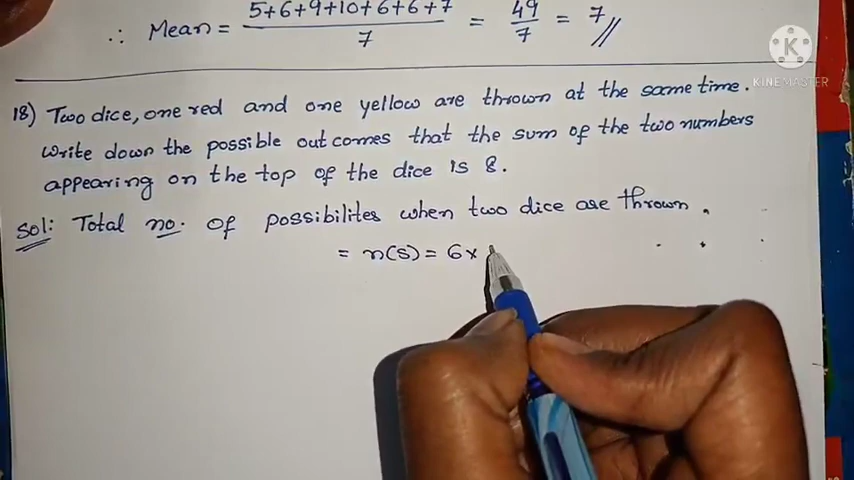 ∴ Mean = 5+6+9+10+6+6+7 / 7 = 49/7 = 7 //
K
KINEMASTER
18) Two dice, one red and one yellow are thrown at the same time.
write down the possible outcomes that the sum of the two numbers
appearing on the top of the dice is 8.
Sol: Total no. of possibilites when two dice are thrown.
= n(S) = 6×